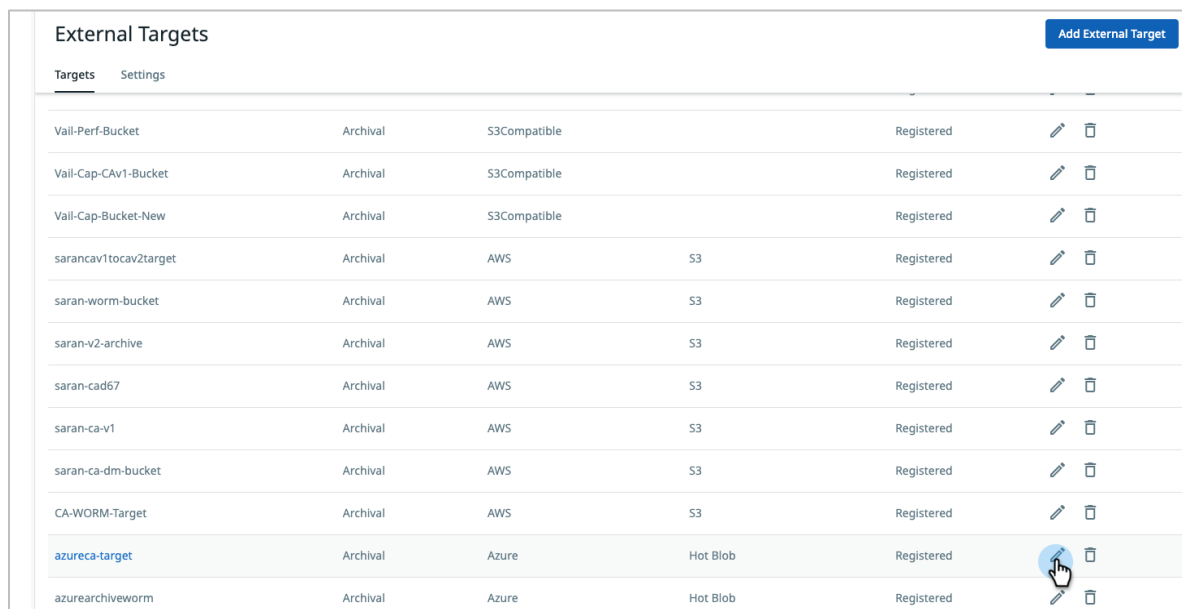 External Targets
Add External Target
Targets Settings
Vail-Perf-Bucket Archival S3Compatible Registered
Vail-Cap-CAv1-Bucket Archival S3Compatible Registered
Vail-Cap-Bucket-New Archival S3Compatible Registered
sarancav1tocav2target Archival AWS S3 Registered
saran-worm-bucket Archival AWS S3 Registered
saran-v2-archive Archival AWS S3 Registered
saran-cad67 Archival AWS S3 Registered
saran-ca-v1 Archival AWS S3 Registered
saran-ca-dm-bucket Archival AWS S3 Registered
CA-WORM-Target Archival AWS S3 Registered
azureca-target Archival Azure Hot Blob Registered
azurearchiveworm Archival Azure Hot Blob Registered